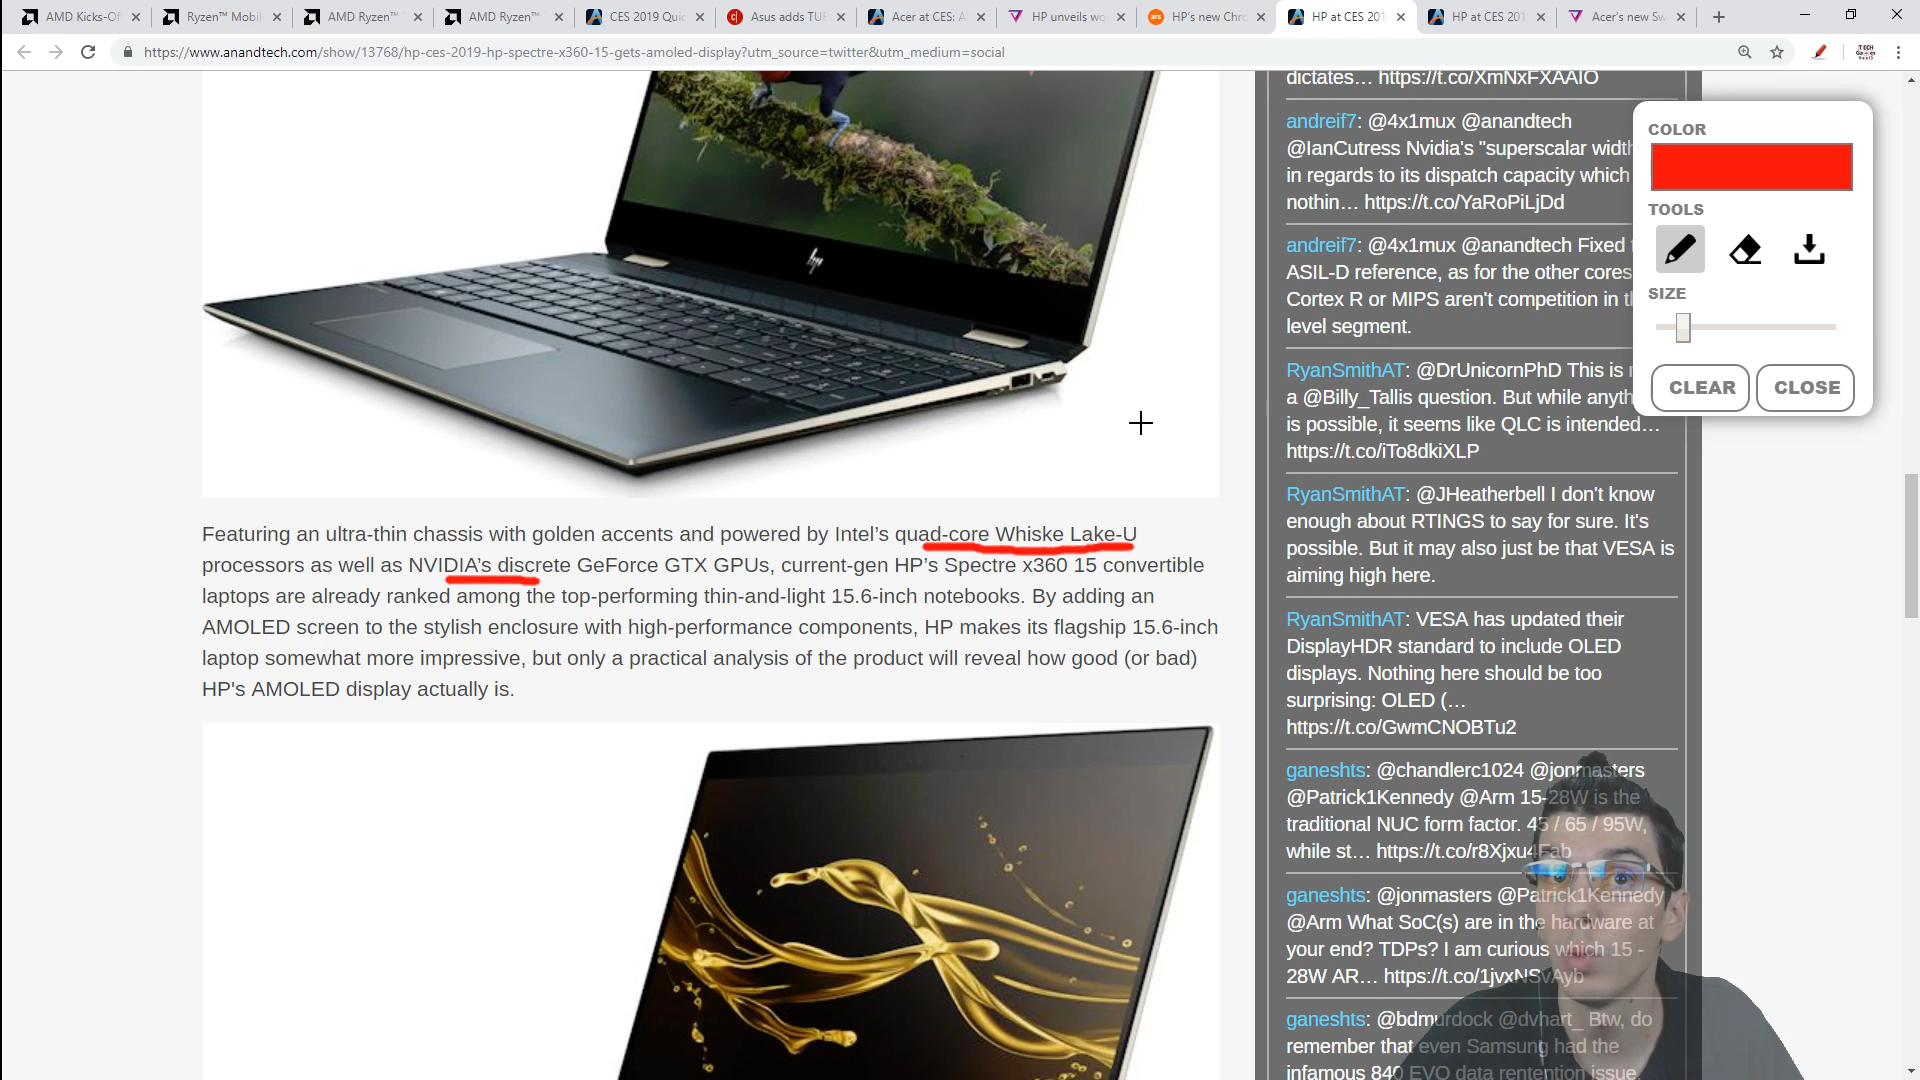 AMD Kicks-Of
Ryzen™ Mobil
AMD Ryzen™
AMD Ryzen™
CES 2019 Quic
Asus adds TUF
Acer at CES: A
HP unveils wo
HP's new Chro
HP at CES 201
HP at CES 201
Acer's new Sw
https://www.anandtech.com/show/13768/hp-ces-2019-hp-spectre-x360-15-gets-amoled-display?utm_source=twitter&utm_medium=social
hp
Featuring an ultra-thin chassis with golden accents and powered by Intel’s quad-core Whiske Lake-U
processors as well as NVIDIA’s discrete GeForce GTX GPUs, current-gen HP’s Spectre x360 15 convertible
laptops are already ranked among the top-performing thin-and-light 15.6-inch notebooks. By adding an
AMOLED screen to the stylish enclosure with high-performance components, HP makes its flagship 15.6-inch
laptop somewhat more impressive, but only a practical analysis of the product will reveal how good (or bad)
HP's AMOLED display actually is.
dictates… https://t.co/XmNxFXAAIO
andreif7: @4x1mux @anandtech
@IanCutress Nvidia's "superscalar width
in regards to its dispatch capacity which
nothin… https://t.co/YaRoPiLjDd
andreif7: @4x1mux @anandtech Fixed
ASIL-D reference, as for the other cores
Cortex R or MIPS aren't competition in
level segment.
RyanSmithAT: @DrUnicornPhD This is
a @Billy_Tallis question. But while anyth
is possible, it seems like QLC is intended…
https://t.co/iTo8dkiXLP
RyanSmithAT: @JHeatherbell I don't know
enough about RTINGS to say for sure. It's
possible. But it may also just be that VESA is
aiming high here.
RyanSmithAT: VESA has updated their
DisplayHDR standard to include OLED
displays. Nothing here should be too
surprising: OLED (…
https://t.co/GwmCNOBTu2
ganeshts: @chandlerc1024 @jonmasters
@Patrick1Kennedy @Arm 15-28W is the
traditional NUC form factor. 45 / 65 / 95W,
while st… https://t.co/r8Xjxu4Fab
ganeshts: @jonmasters @Patrick1Kennedy
@Arm What SoC(s) are in the hardware at
your end? TDPs? I am curious which 15 -
28W AR… https://t.co/1jvxNSvAyb
ganeshts: @bdmurdock @dvhart_ Btw, do
remember that even Samsung had the
infamous 840 EVO data rentention issue.
COLOR
TOOLS
SIZE
CLEAR
CLOSE